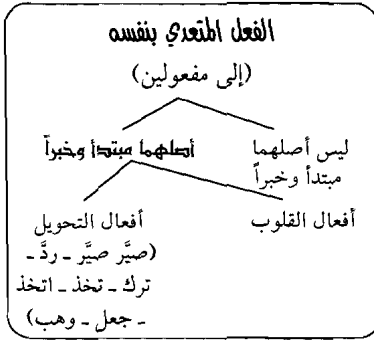 الفعل المتعدي بنفسه
(إلى مفعولين)
ليس أصلهما
مبتدأ وخبراً
أصلهما مبتدأ وخبراً
أفعال القلوب
أفعال التحويل
(صيَّر صيَّر ـ ردَّ ـ
ترك ـ تخذ ـ اتخذ
ـ جعل ـ وهب)